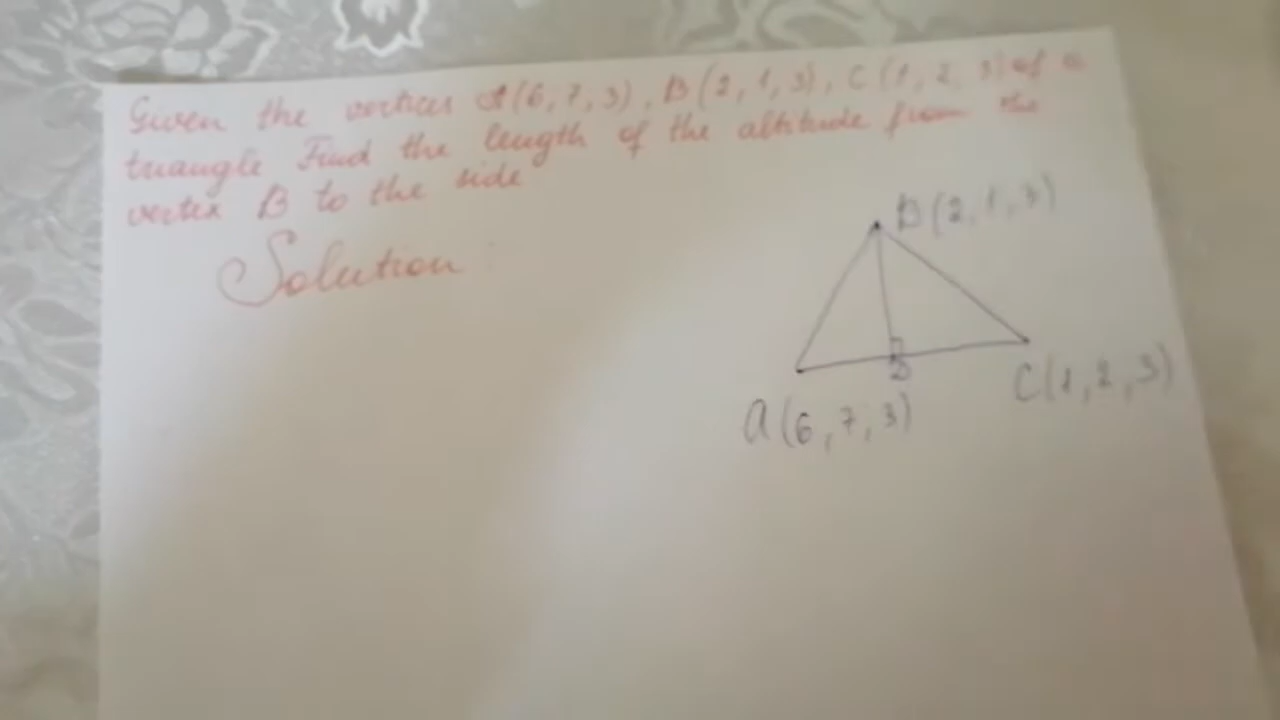 Given the vertices A(6, 7, 3), B(2, 1, 3), C(1, 2, 3) of a
triangle Find the length of the altitude from the
vertex B to the side
Solution
B(2, 1, 3)
D
C(1, 2, 3)
A(6, 7, 3)